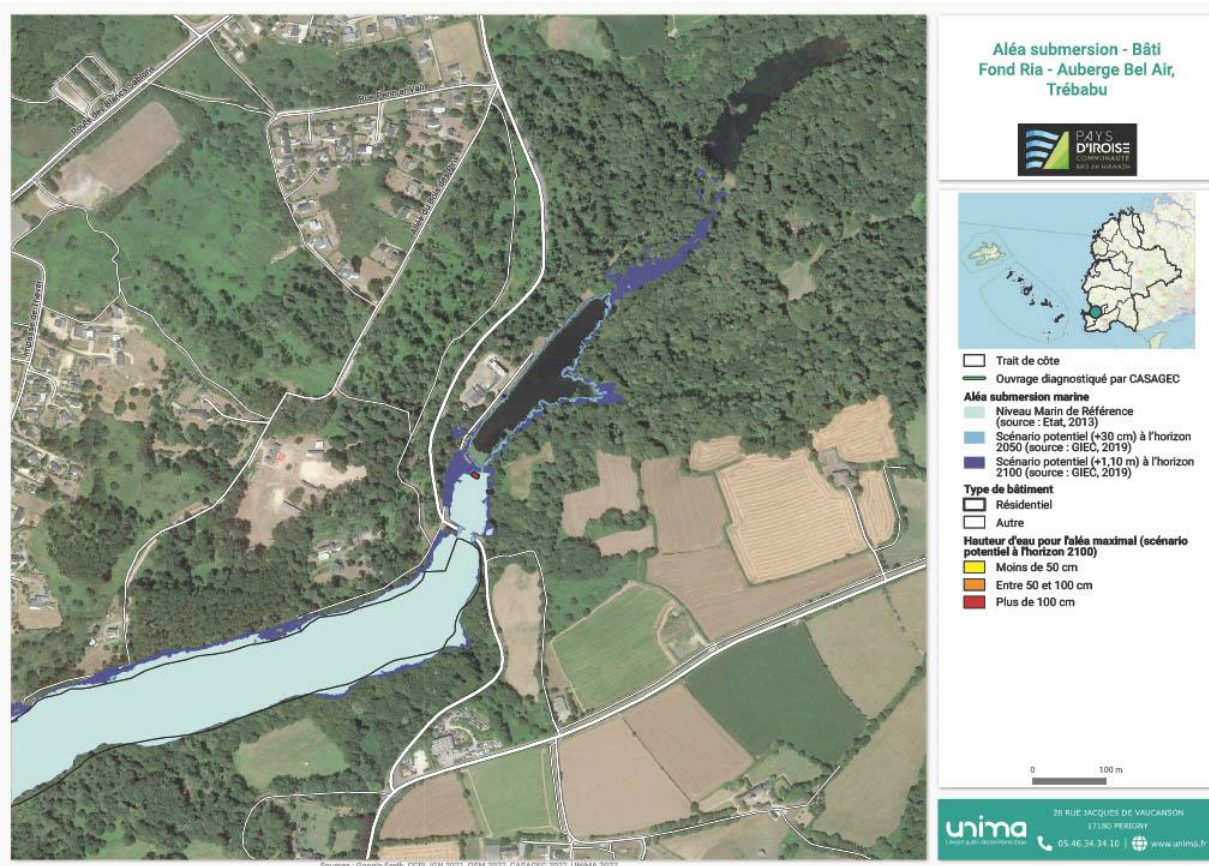 Aléa submersion - Bâti
Fond Ria - Auberge Bel Air,
Trébabu
PAYS
D'IROISE
COMMUNAUTÉ
Trait de côte
Ouvrage diagnostiqué par CASAGEC
Aléa submersion marine
Niveau Marin de Référence
(source : Etat, 2013)
Scénario potentiel (+30 cm) à l'horizon
2050 (source : GIEC, 2019)
Scénario potentiel (+1,10 m) à l'horizon
2100 (source : GIEC, 2019)
Type de bâtiment
Résidentiel
Autre
Hauteur d'eau pour l'aléa maximal (scénario
potentiel à l'horizon 2100)
Moins de 50 cm
Entre 50 et 100 cm
Plus de 100 cm
0 100 m
28 RUE JACQUES DE VAUCANSON
17180 PERIGNY
unima
05.46.34.34.10 | www.unima.fr
Route des Blancs Sablons